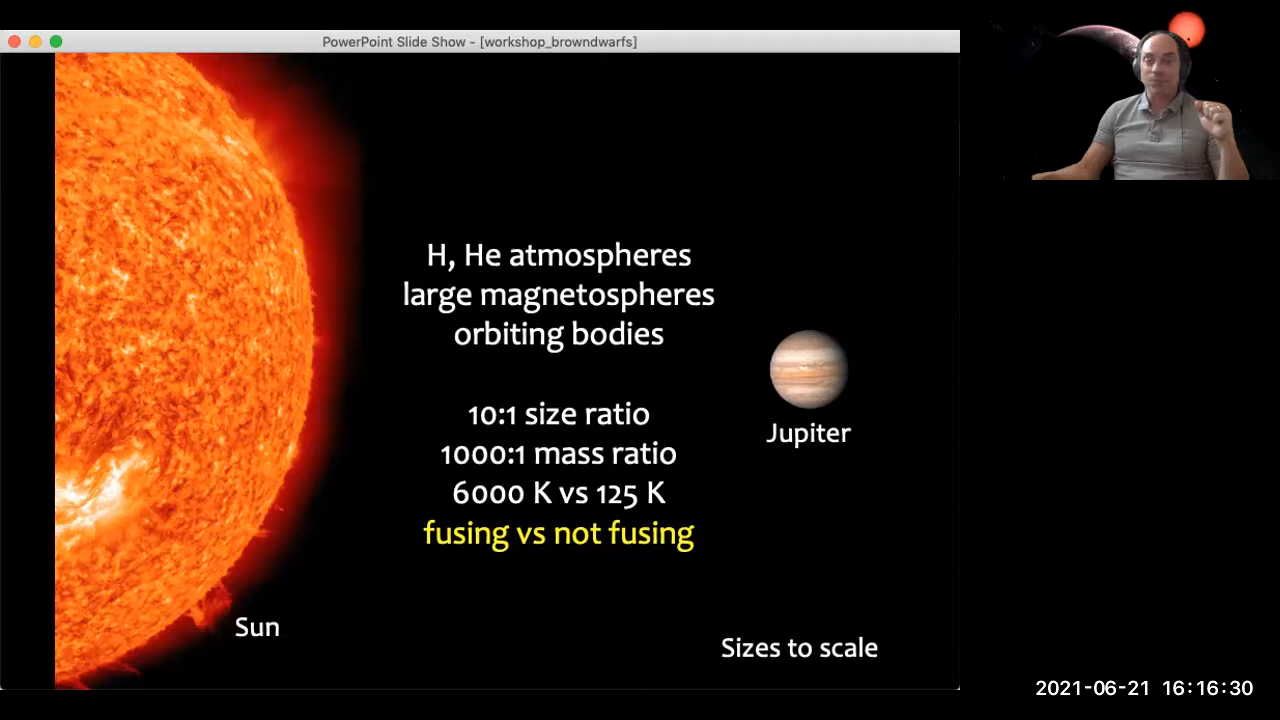 PowerPoint Slide Show - [workshop_browndwarfs]
H, He atmospheres
large magnetospheres
orbiting bodies
10:1 size ratio
1000:1 mass ratio
6000 K vs 125 K
fusing vs not fusing
Jupiter
Sun
Sizes to scale
2021-06-21 16:16:30